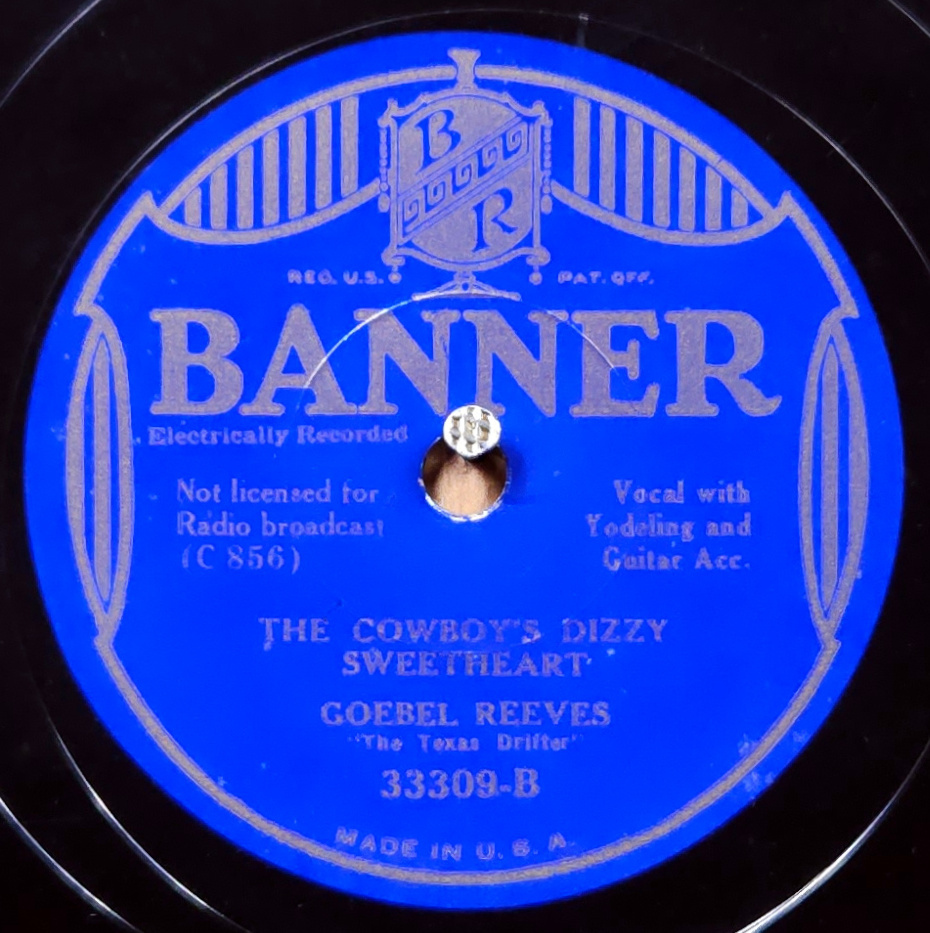 B
R
REG. U.S. PAT. OFF.
BANNER
Electrically Recorded
Not licensed for
Radio broadcast
(C 856)
Vocal with
Yodeling and
Guitar Acc.
THE COWBOY'S DIZZY
SWEETHEART
GOEBEL REEVES
"The Texas Drifter"
33309-B
MADE IN U.S.A.